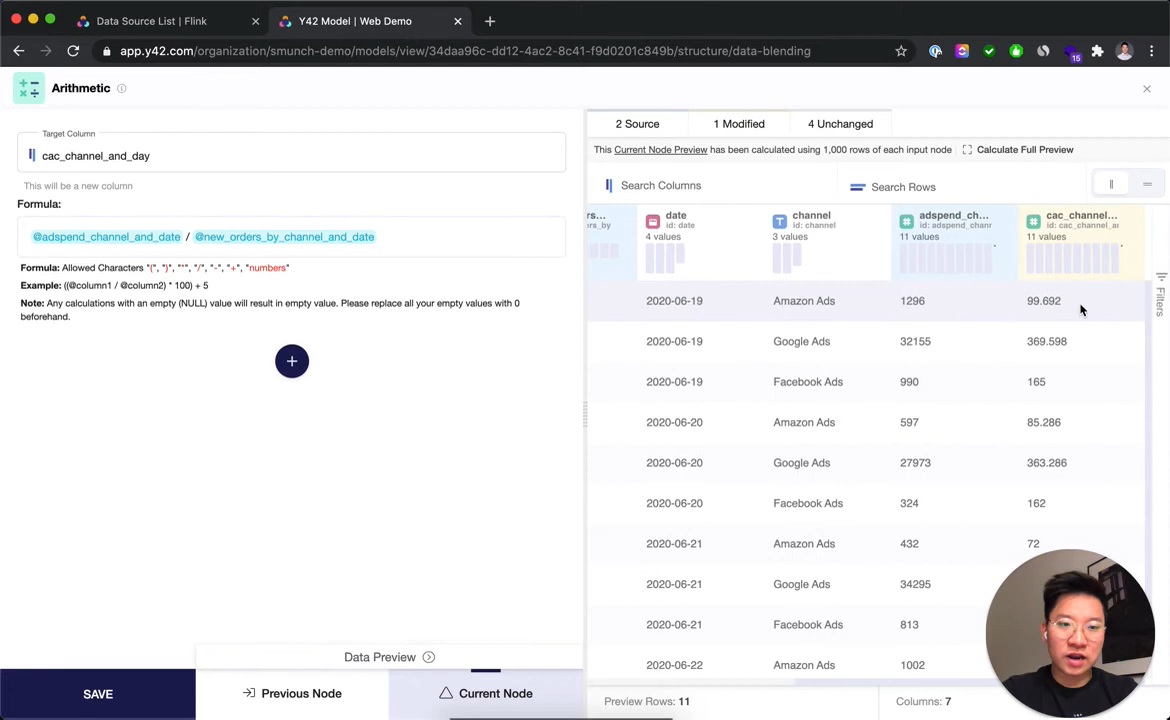 Data Source List | Flink
Y42 Model | Web Demo
app.y42.com/organization/smunch-demo/models/view/34daa96c-dd12-4ac2-8c41-f9d0201c849b/structure/data-blending
15
Arithmetic
Target Column
cac_channel_and_day
This will be a new column
Formula:
@adspend_channel_and_date / @new_orders_by_channel_and_date
Formula: Allowed Characters "(", ")", "*", "/", "-", "+", "numbers"
Example: ((@column1 / @column2) * 100) + 5
Note: Any calculations with an empty (NULL) value will result in empty value. Please replace all your empty values with 0
beforehand.
Data Preview
SAVE
Previous Node
Current Node
2 Source
1 Modified
4 Unchanged
This Current Node Preview has been calculated using 1,000 rows of each input node
Calculate Full Preview
Search Columns
Search Rows
rs... date channel adspend_ch... cac_channel...
rs_by id: date id: channel id: adspend_chanr id: cac_channel_ar
4 values 3 values 11 values 11 values
2020-06-19 Amazon Ads 1296 99.692
2020-06-19 Google Ads 32155 369.598
2020-06-19 Facebook Ads 990 165
2020-06-20 Amazon Ads 597 85.286
2020-06-20 Google Ads 27973 363.286
2020-06-20 Facebook Ads 324 162
2020-06-21 Amazon Ads 432 72
2020-06-21 Google Ads 34295
2020-06-21 Facebook Ads 813
2020-06-22 Amazon Ads 1002
Filters
Preview Rows: 11
Columns: 7